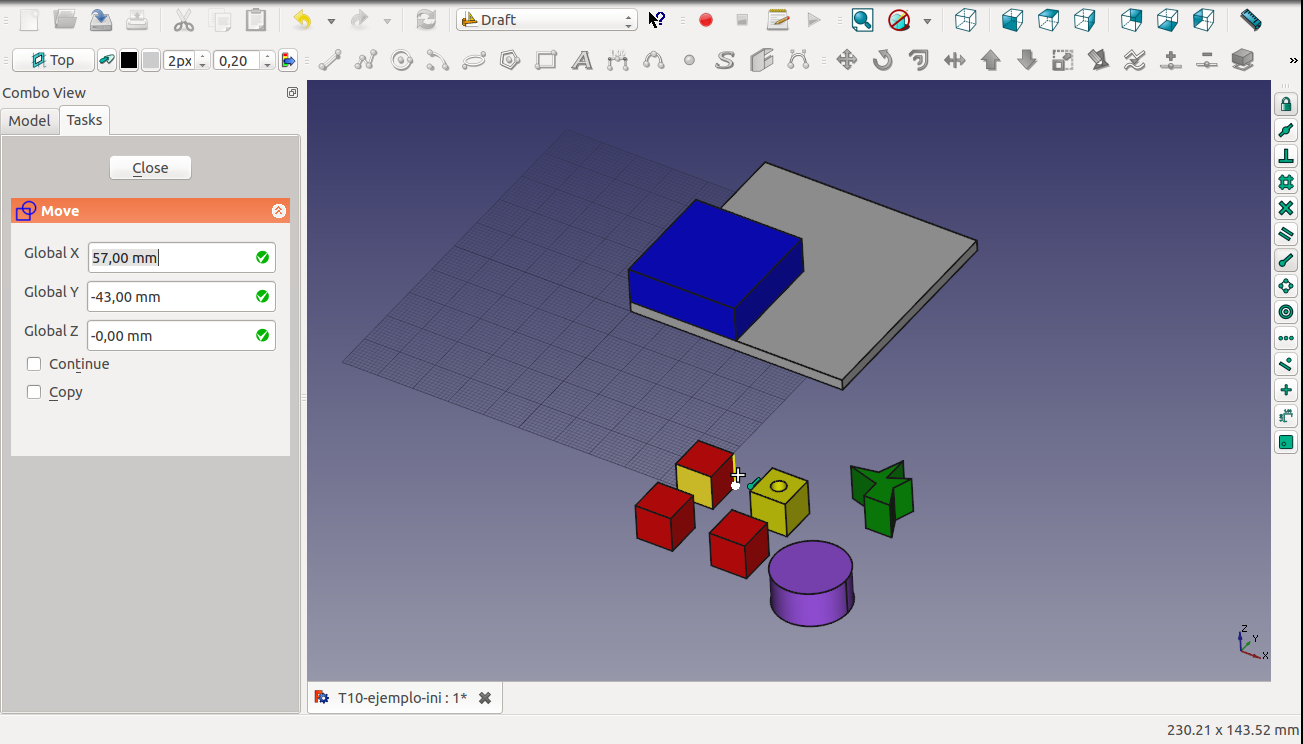 Draft
Top
2px
0,20
»
Combo View
Model
Tasks
Close
Move
Global X
57,00 mm
Global Y
-43,00 mm
Global Z
-0,00 mm
Continue
Copy
Z
Y
X
T10-ejemplo-ini : 1*
230.21 x 143.52 mm